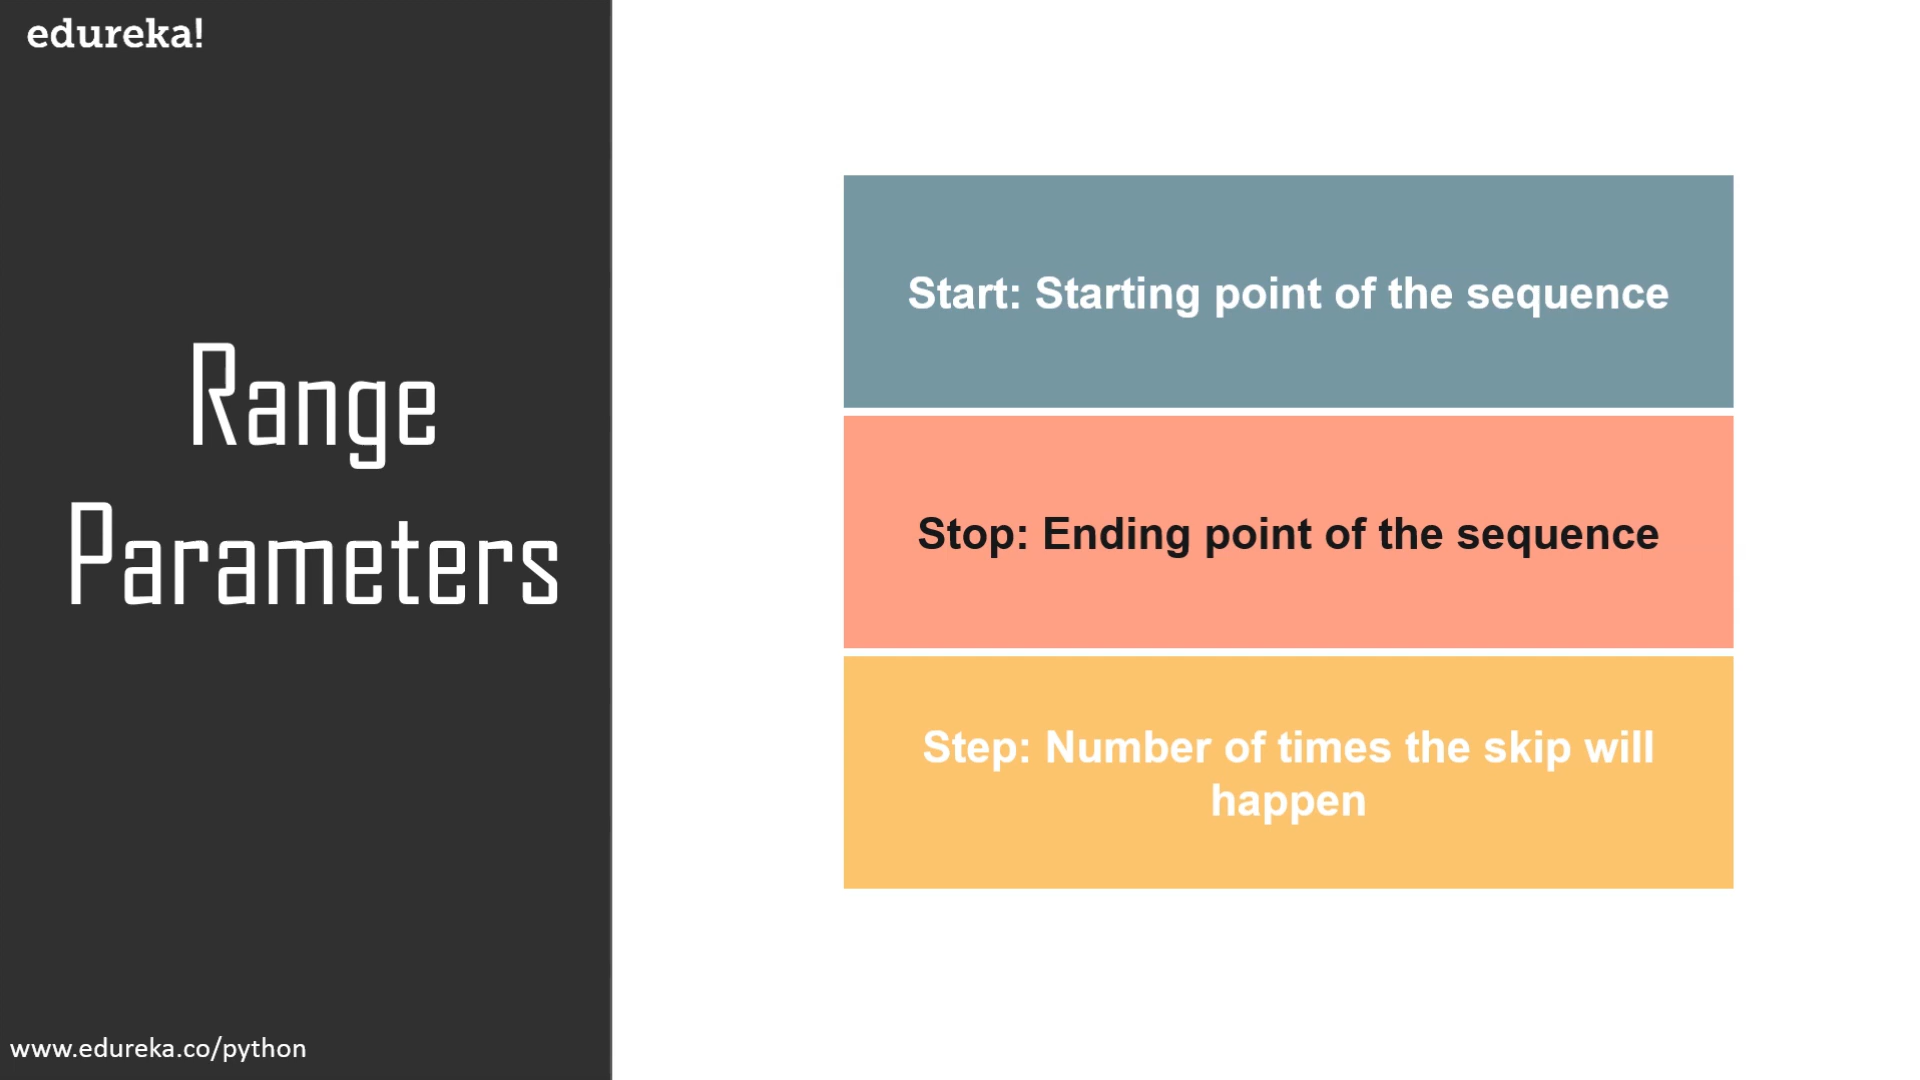 edureka!
Range
Parameters
Start: Starting point of the sequence
Stop: Ending point of the sequence
Step: Number of times the skip will
happen
www.edureka.co/python